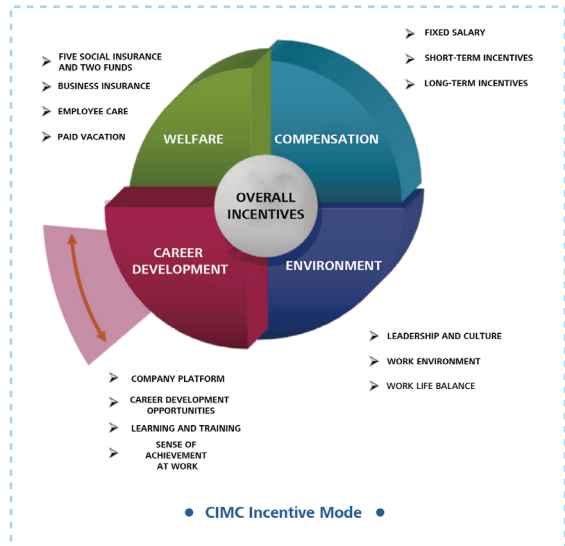 FIVE SOCIAL INSURANCE
AND TWO FUNDS
BUSINESS INSURANCE
EMPLOYEE CARE
PAID VACATION
FIXED SALARY
SHORT-TERM INCENTIVES
LONG-TERM INCENTIVES
WELFARE
COMPENSATION
OVERALL
INCENTIVES
CAREER
DEVELOPMENT
ENVIRONMENT
LEADERSHIP AND CULTURE
WORK ENVIRONMENT
WORK LIFE BALANCE
COMPANY PLATFORM
CAREER DEVELOPMENT
OPPORTUNITIES
LEARNING AND TRAINING
SENSE OF
ACHIEVEMENT
AT WORK
CIMC Incentive Mode